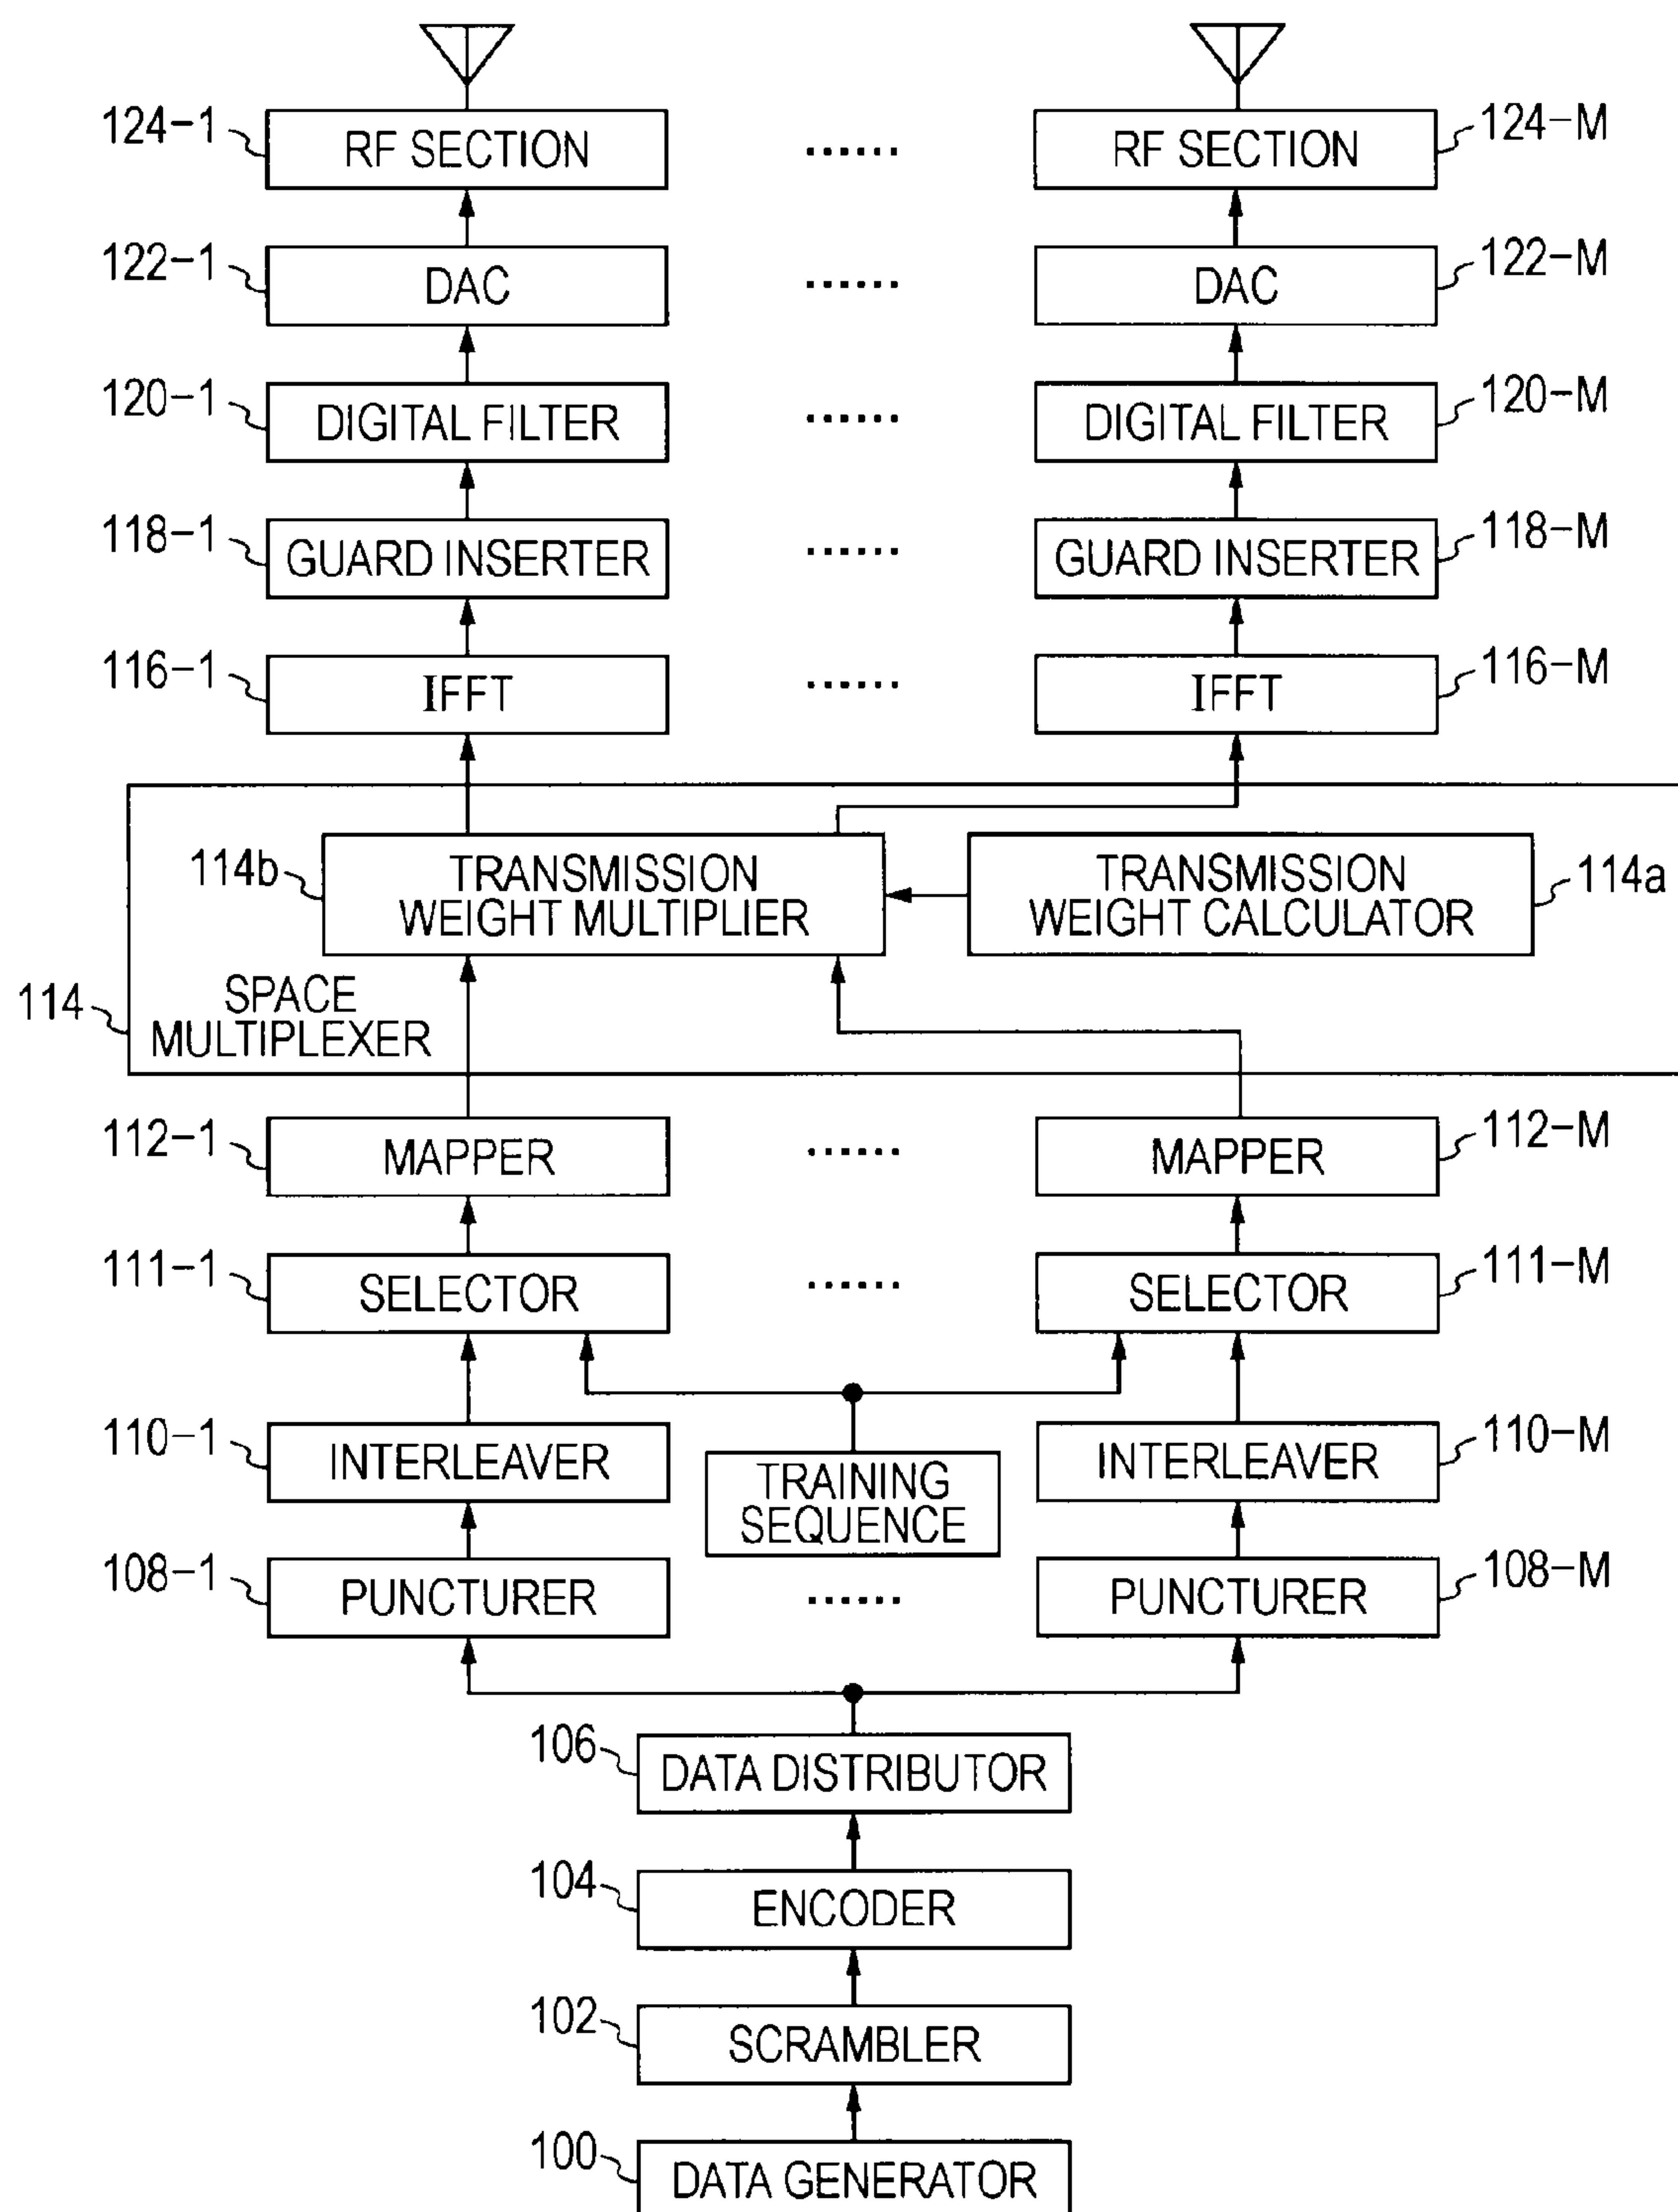 124-1
RF SECTION
......
RF SECTION
124-M
122-1
DAC
......
DAC
122-M
120-1
DIGITAL FILTER
......
DIGITAL FILTER
120-M
118-1
GUARD INSERTER
......
GUARD INSERTER
118-M
116-1
IFFT
......
IFFT
116-M
114b
TRANSMISSION
WEIGHT MULTIPLIER
TRANSMISSION
WEIGHT CALCULATOR
114a
114
SPACE
MULTIPLEXER
112-1
MAPPER
......
MAPPER
112-M
111-1
SELECTOR
......
SELECTOR
111-M
110-1
INTERLEAVER
TRAINING
SEQUENCE
INTERLEAVER
110-M
108-1
PUNCTURER
......
PUNCTURER
108-M
106
DATA DISTRIBUTOR
104
ENCODER
102
SCRAMBLER
100
DATA GENERATOR